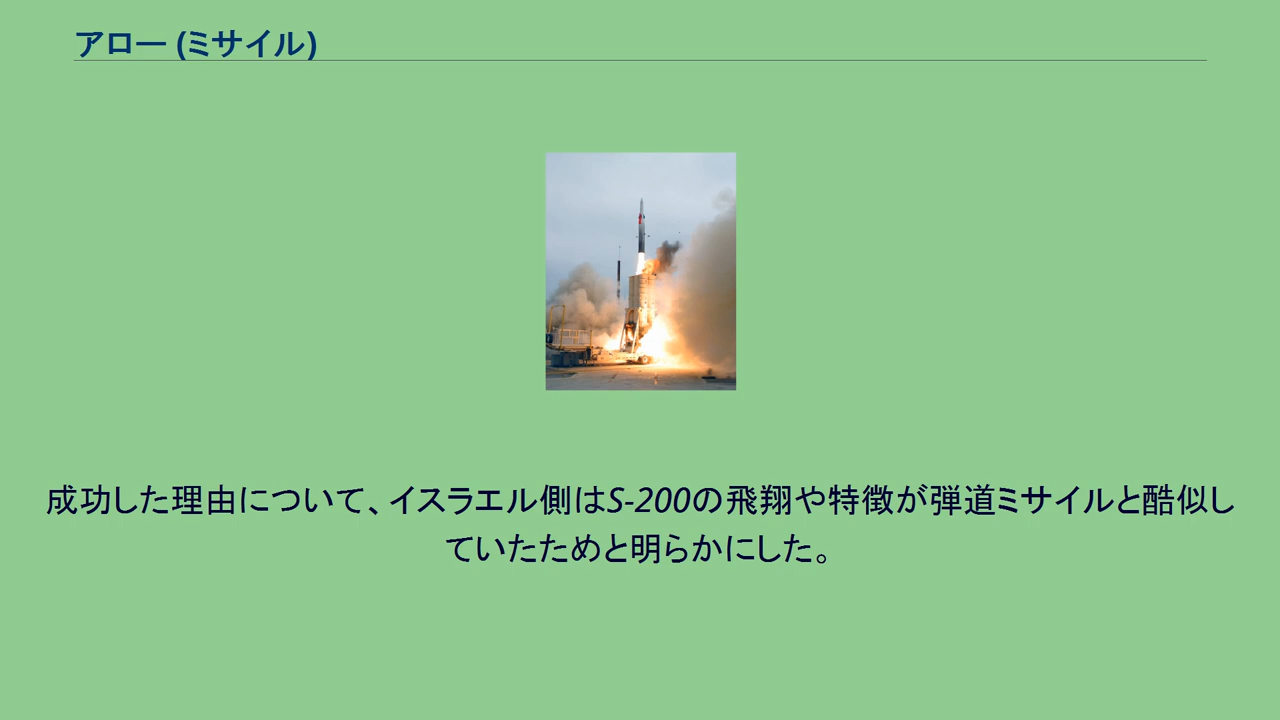 アロー (ミサイル)
成功した理由について、イスラエル側はS-200の飛翔や特徴が弾道ミサイルと酷似し
ていたためと明らかにした。